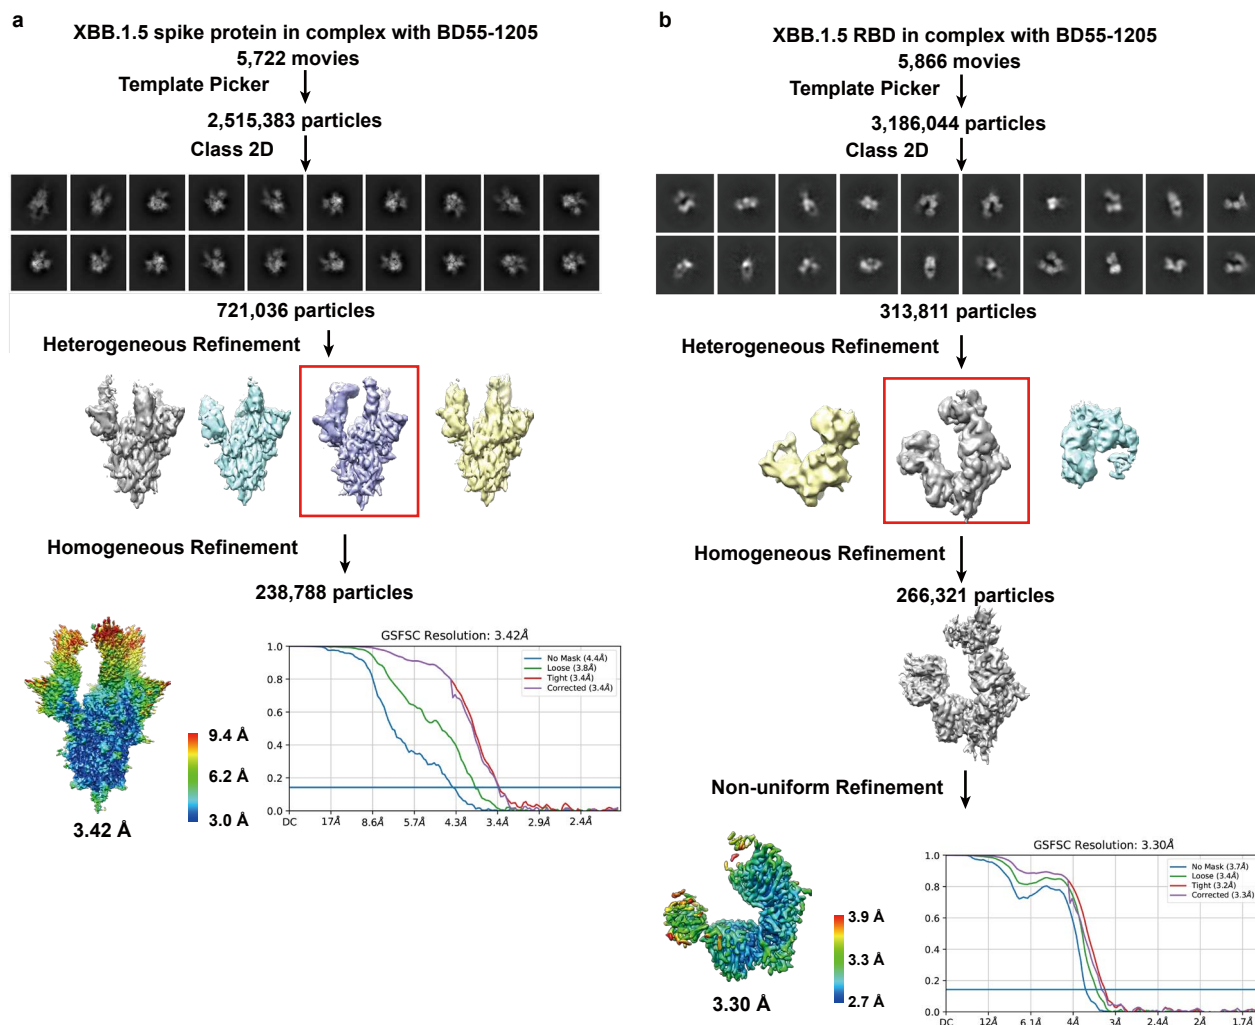 a
XBB.1.5 spike protein in complex with BD55-1205
5,722 movies
Template Picker
2,515,383 particles
Class 2D
721,036 particles
Heterogeneous Refinement
Homogeneous Refinement
238,788 particles
9.4 Å
6.2 Å
3.0 Å
3.42 Å
GSFSC Resolution: 3.42Å
No Mask (4.4Å)
Loose (3.8Å)
Tight (3.4Å)
Corrected (3.4Å)
1.0
0.8
0.6
0.4
0.2
0.0
DC 17Å 8.6Å 5.7Å 4.3Å 3.4Å 2.9Å 2.4Å
b
XBB.1.5 RBD in complex with BD55-1205
5,866 movies
Template Picker
3,186,044 particles
Class 2D
313,811 particles
Heterogeneous Refinement
Homogeneous Refinement
266,321 particles
Non-uniform Refinement
3.9 Å
3.3 Å
2.7 Å
3.30 Å
GSFSC Resolution: 3.30Å
No Mask (3.7Å)
Loose (3.4Å)
Tight (3.2Å)
Corrected (3.3Å)
1.0
0.8
0.6
0.4
0.2
0.0
DC 12Å 6.1Å 4Å 3Å 2.4Å 2Å 1.7Å